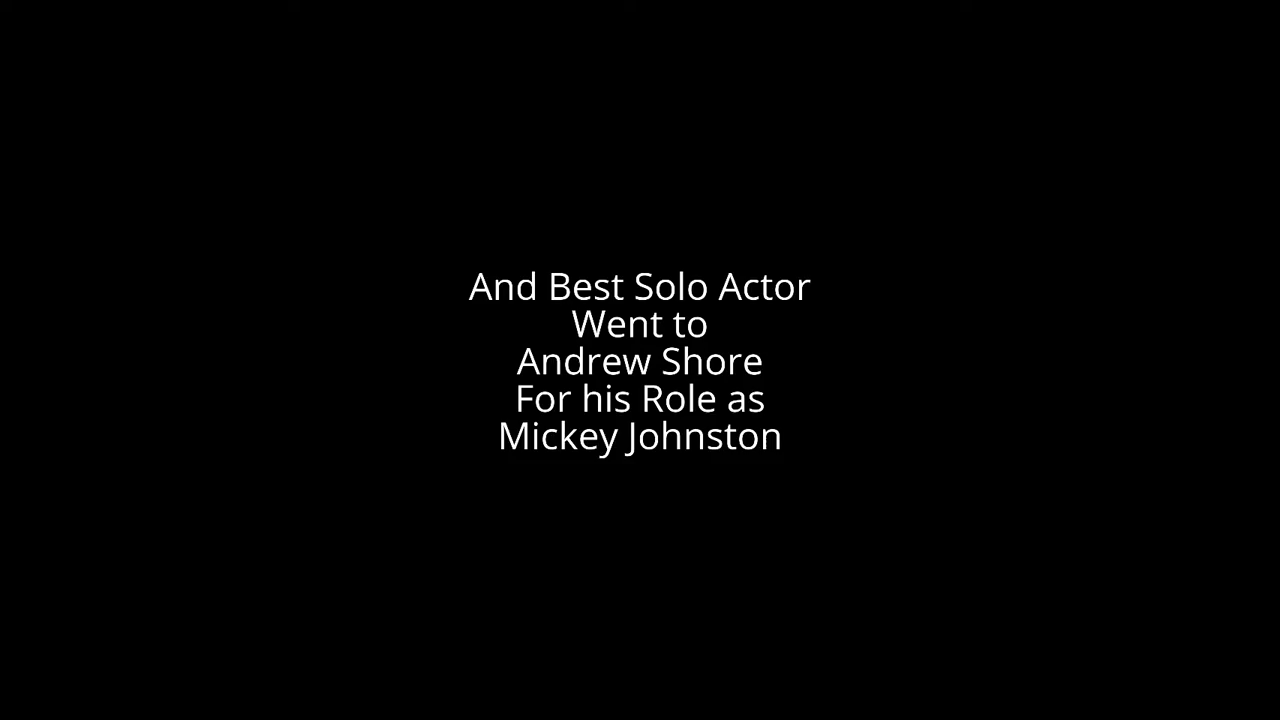 And Best Solo Actor
Went to
Andrew Shore
For his Role as
Mickey Johnston